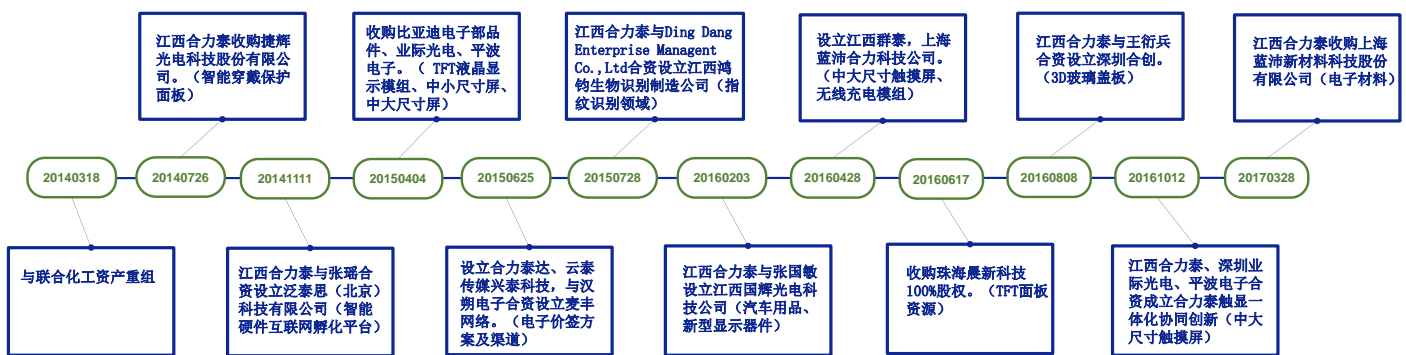 江西合力泰收购捷辉
光电科技股份有限公
司。（智能穿戴保护
面板）
收购比亚迪电子部品
件、业际光电、平波
电子。（ TFT液晶显
示模组、中小尺寸屏、
中大尺寸屏）
江西合力泰与Ding Dang
Enterprise Managent
Co.,Ltd合资设立江西鸿
钧生物识别制造公司（指
纹识别领域）
设立江西群泰，上海
蓝沛合力科技公司。
（中大尺寸触摸屏、
无线充电模组）
江西合力泰与王衍兵
合资设立深圳合创。
（3D玻璃盖板）
江西合力泰收购上海
蓝沛新材料科技股份
有限公司（电子材料）
20140318
20140726
20141111
20150404
20150625
20150728
20160203
20160428
20160617
20160808
20161012
20170328
与联合化工资产重组
江西合力泰与张瑶合
资设立泛泰思（北京）
科技有限公司（智能
硬件互联网孵化平台）
设立合力泰达、云泰
传媒兴泰科技，与汉
朔电子合资设立麦丰
网络。（电子价签方
案及渠道）
江西合力泰与张国敏
设立江西国辉光电科
技公司（汽车用品、
新型显示器件）
收购珠海晨新科技
100%股权。（TFT面板
资源）
江西合力泰、深圳业
际光电、平波电子合
资成立合力泰触显一
体化协同创新（中大
尺寸触摸屏）